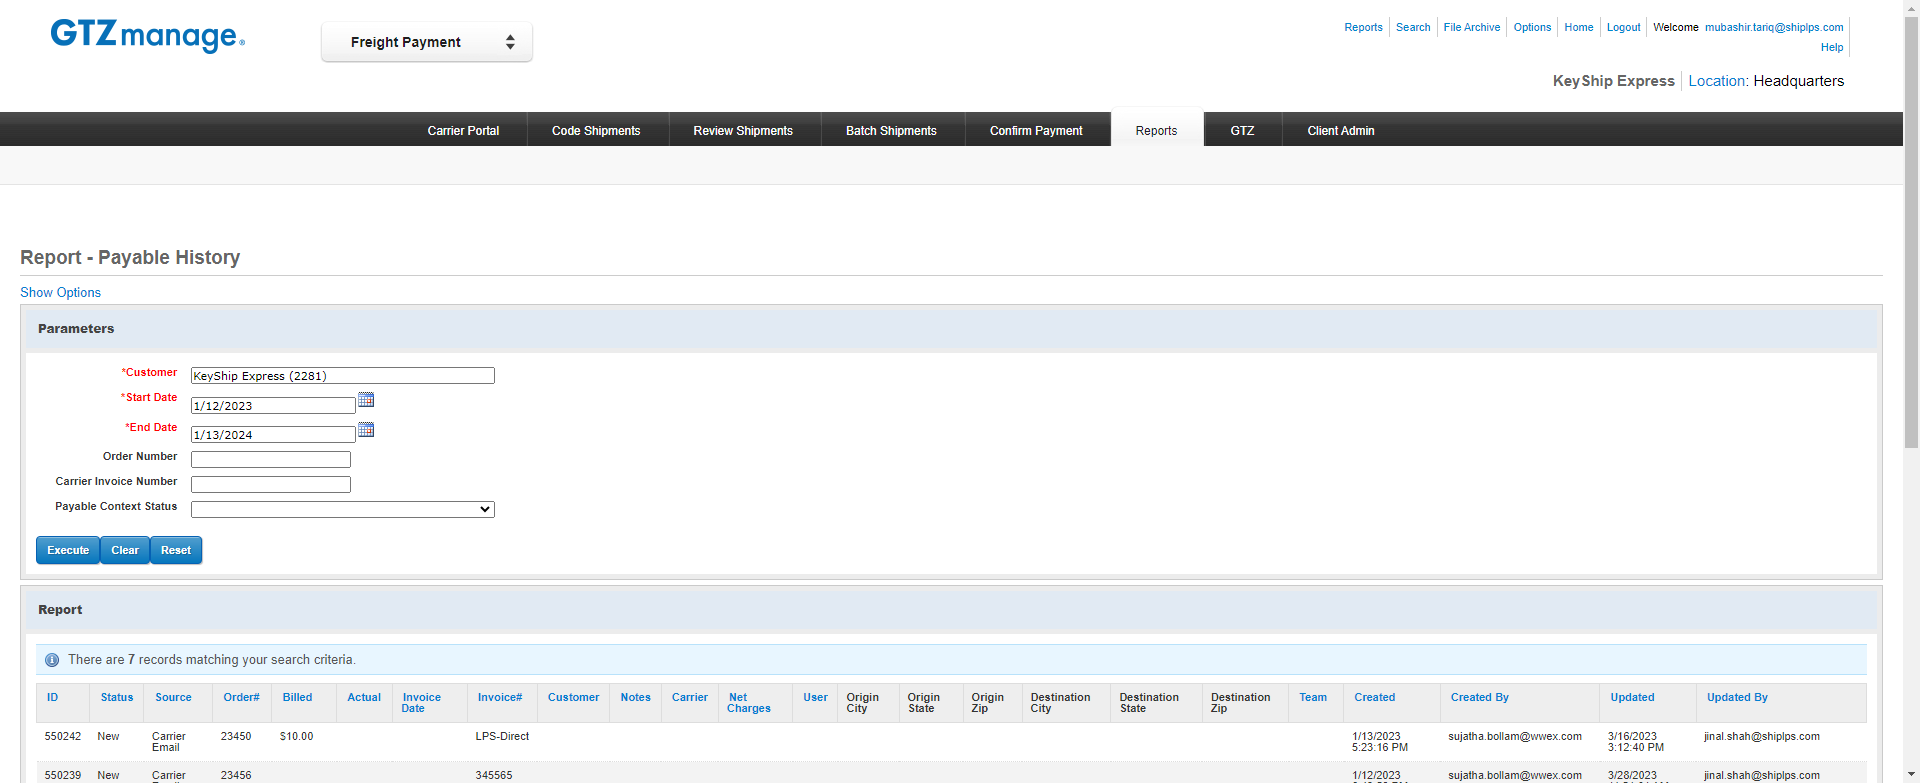 GTZmanage®
Freight Payment
Reports Search File Archive Options Home Logout Welcome mubashir.tariq@shiplps.com
Help
KeyShip Express Location: Headquarters
Carrier Portal Code Shipments Review Shipments Batch Shipments Confirm Payment Reports GTZ Client Admin
Report - Payable History
Show Options
Parameters
*Customer KeyShip Express (2281)
*Start Date 1/12/2023
*End Date 1/13/2024
Order Number
Carrier Invoice Number
Payable Context Status
Execute Clear Reset
Report
There are 7 records matching your search criteria.
ID Status Source Order# Billed Actual Invoice Date Invoice# Customer Notes Carrier Net Charges User Origin City Origin State Origin Zip Destination City Destination State Destination Zip Team Created Created By Updated Updated By
550242 New Carrier Email 23450 $10.00 LPS-Direct 1/13/2023 5:23:16 PM sujatha.bollam@wwex.com 3/16/2023 3:12:40 PM jinal.shah@shiplps.com
550239 New Carrier 23456 345565 1/12/2023 sujatha.bollam@wwex.com 3/28/2023 jinal.shah@shiplps.com